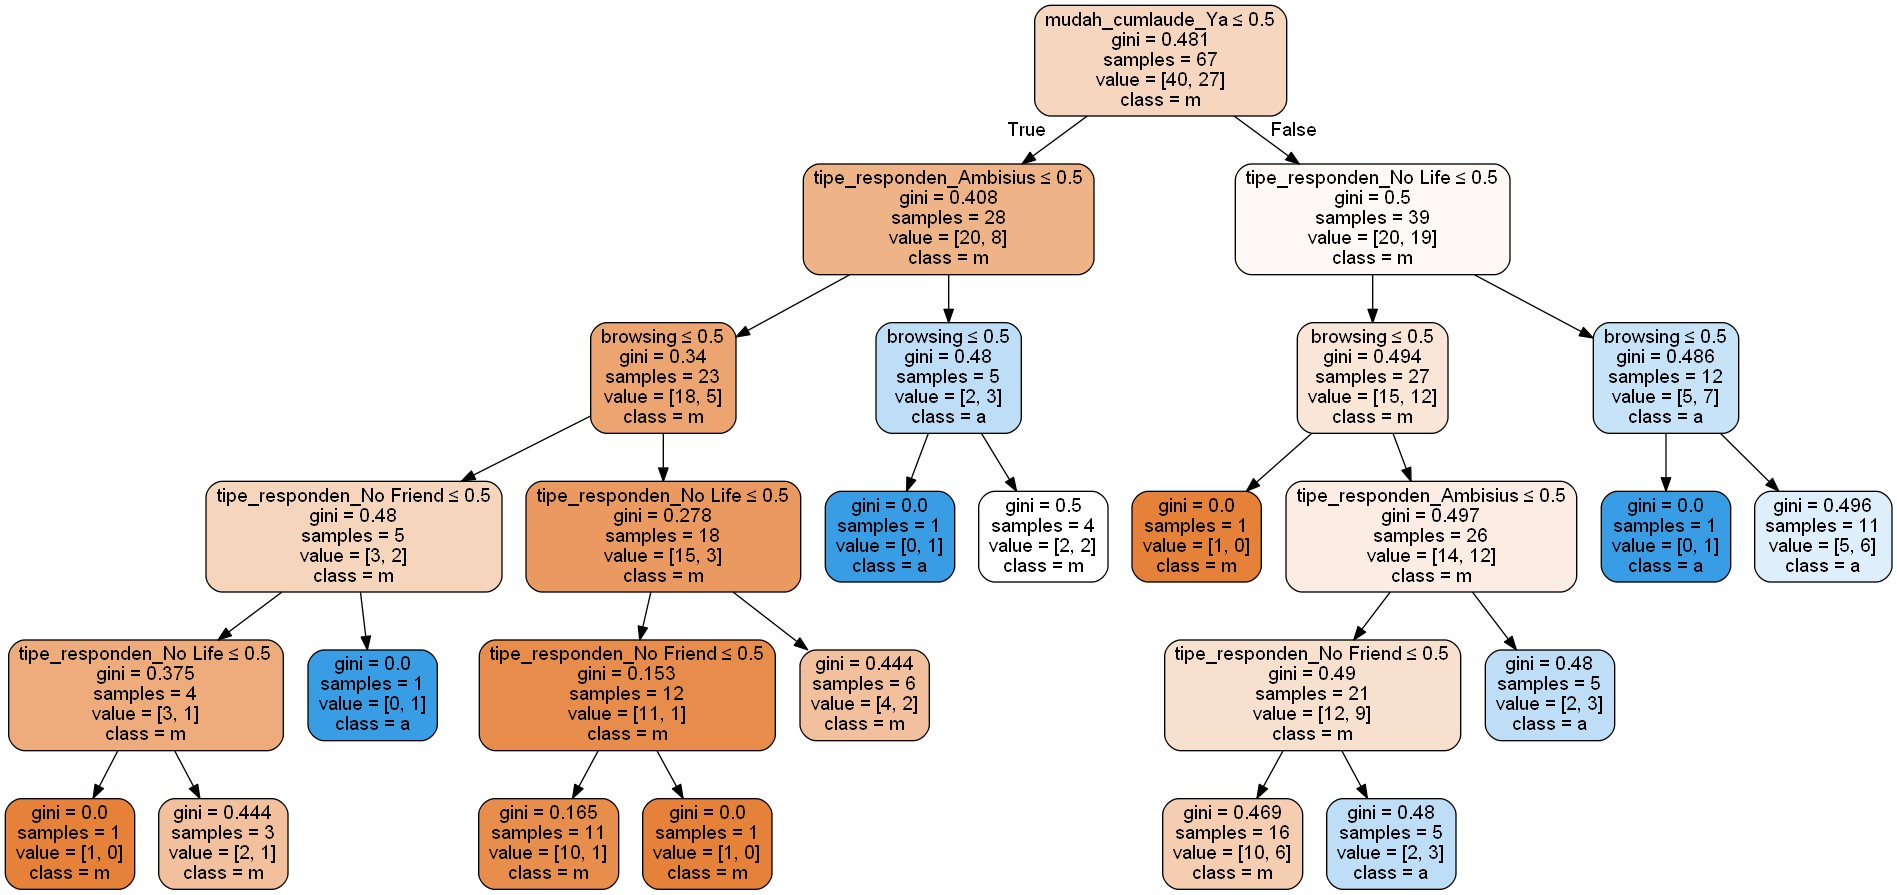 mudah_cumlaude_Ya ≤ 0.5
gini = 0.481
samples = 67
value = [40, 27]
class = m
True
False
tipe_responden_Ambisius ≤ 0.5
gini = 0.408
samples = 28
value = [20, 8]
class = m
tipe_responden_No Life ≤ 0.5
gini = 0.5
samples = 39
value = [20, 19]
class = m
browsing ≤ 0.5
gini = 0.34
samples = 23
value = [18, 5]
class = m
browsing ≤ 0.5
gini = 0.48
samples = 5
value = [2, 3]
class = a
browsing ≤ 0.5
gini = 0.494
samples = 27
value = [15, 12]
class = m
browsing ≤ 0.5
gini = 0.486
samples = 12
value = [5, 7]
class = a
tipe_responden_No Friend ≤ 0.5
gini = 0.48
samples = 5
value = [3, 2]
class = m
tipe_responden_No Life ≤ 0.5
gini = 0.278
samples = 18
value = [15, 3]
class = m
gini = 0.0
samples = 1
value = [0, 1]
class = a
gini = 0.5
samples = 4
value = [2, 2]
class = m
gini = 0.0
samples = 1
value = [1, 0]
class = m
tipe_responden_Ambisius ≤ 0.5
gini = 0.497
samples = 26
value = [14, 12]
class = m
gini = 0.0
samples = 1
value = [0, 1]
class = a
gini = 0.496
samples = 11
value = [5, 6]
class = a
tipe_responden_No Life ≤ 0.5
gini = 0.375
samples = 4
value = [3, 1]
class = m
gini = 0.0
samples = 1
value = [0, 1]
class = a
tipe_responden_No Friend ≤ 0.5
gini = 0.153
samples = 12
value = [11, 1]
class = m
gini = 0.444
samples = 6
value = [4, 2]
class = m
tipe_responden_No Friend ≤ 0.5
gini = 0.49
samples = 21
value = [12, 9]
class = m
gini = 0.48
samples = 5
value = [2, 3]
class = a
gini = 0.0
samples = 1
value = [1, 0]
class = m
gini = 0.444
samples = 3
value = [2, 1]
class = m
gini = 0.165
samples = 11
value = [10, 1]
class = m
gini = 0.0
samples = 1
value = [1, 0]
class = m
gini = 0.469
samples = 16
value = [10, 6]
class = m
gini = 0.48
samples = 5
value = [2, 3]
class = a